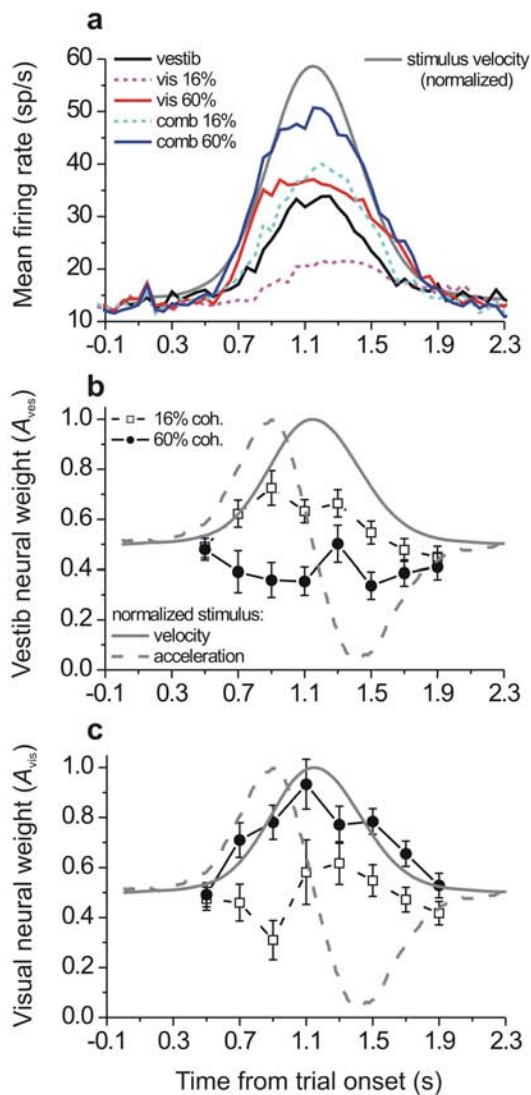 a
60
50
40
30
20
10
Mean firing rate (sp/s)
vestib
vis 16%
vis 60%
comb 16%
comb 60%
stimulus velocity
(normalized)
-0.1 0.3 0.7 1.1 1.5 1.9 2.3
b
1.0
0.8
0.6
0.4
0.2
0.0
Vestib neural weight (Aves)
16% coh.
60% coh.
normalized stimulus:
velocity
acceleration
-0.1 0.3 0.7 1.1 1.5 1.9 2.3
c
1.0
0.8
0.6
0.4
0.2
0.0
Visual neural weight (Avis)
-0.1 0.3 0.7 1.1 1.5 1.9 2.3
Time from trial onset (s)